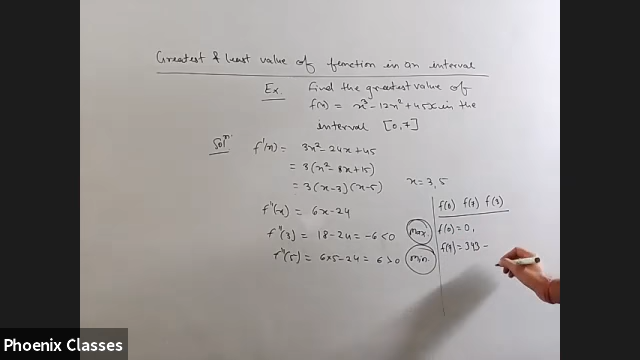 Greatest & least value of function in an interval
Ex. Find the greatest value of
f(x) = x³-12x²+45x in the
interval [0,7]
Solⁿ. f'(x) = 3x²-24x+45
= 3(x²-8x+15)
= 3(x-3)(x-5) x=3,5
f''(x) = 6x-24
f''(3) = 18-24 = -6<0 max.
f''(5) = 6x5-24 = 6>0 min.
f(0) f(7) f(3)
f(0)=0,
f(7)=343-
Phoenix Classes